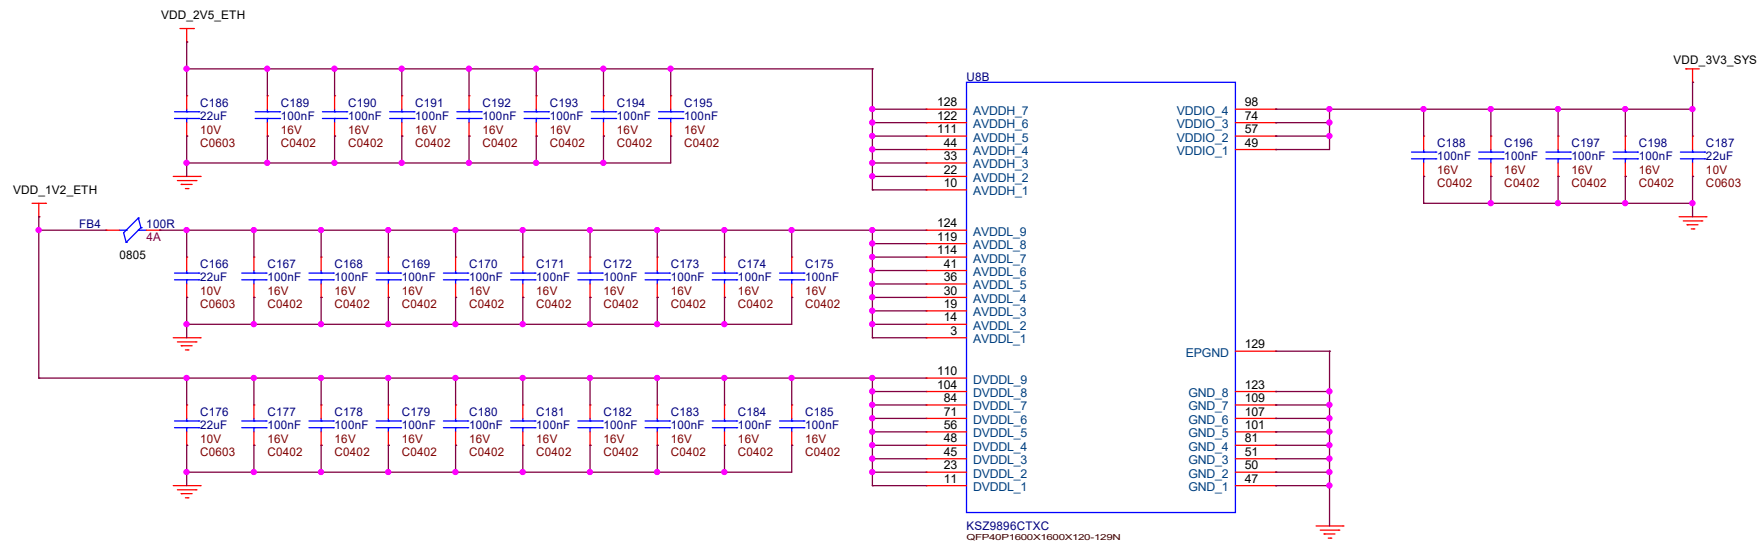 VDD_2V5_ETH
C186 22uF 10V C0603
C189 100nF 16V C0402
C190 100nF 16V C0402
C191 100nF 16V C0402
C192 100nF 16V C0402
C193 100nF 16V C0402
C194 100nF 16V C0402
C195 100nF 16V C0402
VDD_1V2_ETH
FB4 100R
4A
0805
C166 22uF 10V C0603
C167 100nF 16V C0402
C168 100nF 16V C0402
C169 100nF 16V C0402
C170 100nF 16V C0402
C171 100nF 16V C0402
C172 100nF 16V C0402
C173 100nF 16V C0402
C174 100nF 16V C0402
C175 100nF 16V C0402
C176 22uF 10V C0603
C177 100nF 16V C0402
C178 100nF 16V C0402
C179 100nF 16V C0402
C180 100nF 16V C0402
C181 100nF 16V C0402
C182 100nF 16V C0402
C183 100nF 16V C0402
C184 100nF 16V C0402
C185 100nF 16V C0402
U8B
128 AVDDH_7
122 AVDDH_6
111 AVDDH_5
44 AVDDH_4
33 AVDDH_3
22 AVDDH_2
10 AVDDH_1
124 AVDDL_9
119 AVDDL_8
114 AVDDL_7
41 AVDDL_6
36 AVDDL_5
30 AVDDL_4
19 AVDDL_3
14 AVDDL_2
3 AVDDL_1
110 DVDDL_9
104 DVDDL_8
84 DVDDL_7
71 DVDDL_6
56 DVDDL_5
48 DVDDL_4
45 DVDDL_3
23 DVDDL_2
11 DVDDL_1
VDDIO_4 98
VDDIO_3 74
VDDIO_2 57
VDDIO_1 49
EPGND 129
GND_8 123
GND_7 109
GND_6 107
GND_5 101
GND_4 81
GND_3 51
GND_2 50
GND_1 47
KSZ9896CTXC
QFP40P1600X1600X120-129N
VDD_3V3_SYS
C188 100nF 16V C0402
C196 100nF 16V C0402
C197 100nF 16V C0402
C198 100nF 16V C0402
C187 22uF 10V C0603